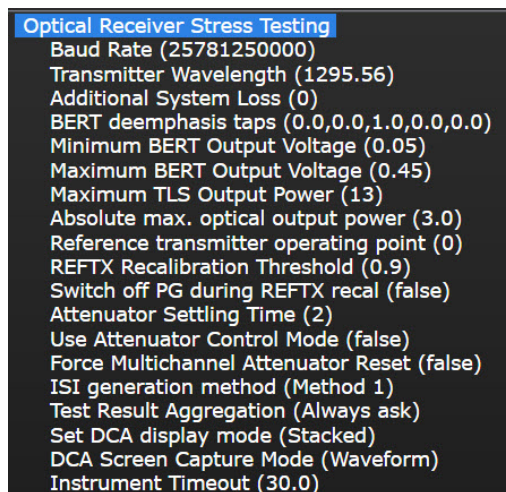 Optical Receiver Stress Testing
Baud Rate (25781250000)
Transmitter Wavelength (1295.56)
Additional System Loss (0)
BERT deemphasis taps (0.0,0.0,1.0,0.0,0.0)
Minimum BERT Output Voltage (0.05)
Maximum BERT Output Voltage (0.45)
Maximum TLS Output Power (13)
Absolute max. optical output power (3.0)
Reference transmitter operating point (0)
REFTX Recalibration Threshold (0.9)
Switch off PG during REFTX recal (false)
Attenuator Settling Time (2)
Use Attenuator Control Mode (false)
Force Multichannel Attenuator Reset (false)
ISI generation method (Method 1)
Test Result Aggregation (Always ask)
Set DCA display mode (Stacked)
DCA Screen Capture Mode (Waveform)
Instrument Timeout (30.0)